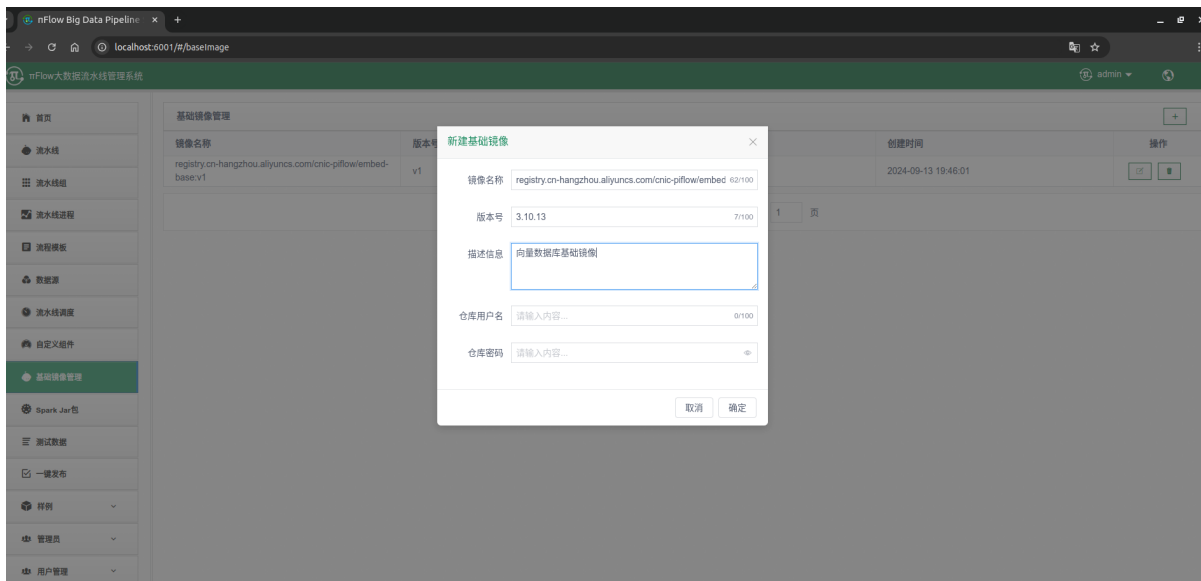 πFlow Big Data Pipeline
localhost:6001/#/baseImage
πFlow大数据流水线管理系统
admin
首页
流水线
流水线组
流水线进程
流程模板
数据源
流水线调度
自定义组件
基础镜像管理
Spark Jar包
测试数据
一键发布
样例
管理员
用户管理
基础镜像管理
镜像名称 版本号 创建时间 操作
registry.cn-hangzhou.aliyuncs.com/cnic-piflow/embed-
base:v1 v1 2024-09-13 19:46:01
1 页
新建基础镜像
镜像名称 registry.cn-hangzhou.aliyuncs.com/cnic-piflow/embed 62/100
版本号 3.10.13 7/100
描述信息 向量数据库基础镜像
仓库用户名 请输入内容... 0/100
仓库密码 请输入内容...
取消 确定